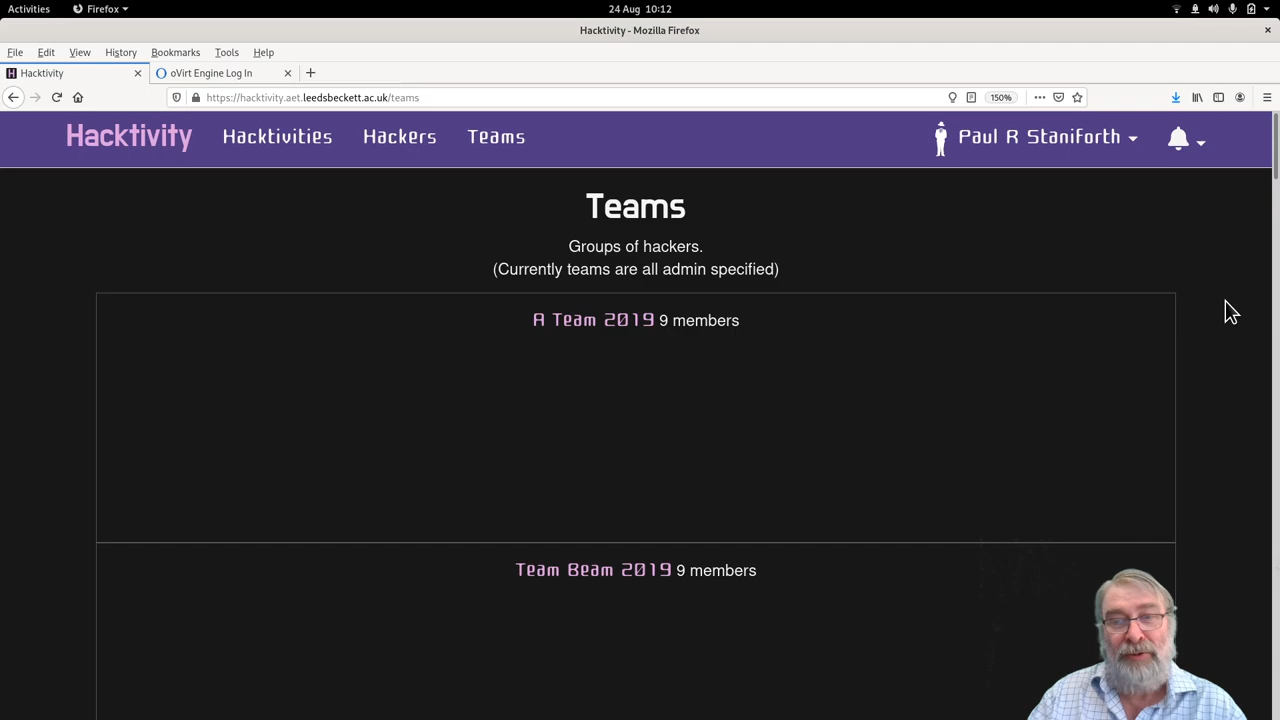 Activities
Firefox
24 Aug 10:12
Hacktivity - Mozilla Firefox
File Edit View History Bookmarks Tools Help
Hacktivity
oVirt Engine Log In
https://hacktivity.aet.leedsbeckett.ac.uk/teams
150%
Hacktivity Hacktivities Hackers Teams Paul R Staniforth
Teams
Groups of hackers.
(Currently teams are all admin specified)
A Team 2019 9 members
Team Beam 2019 9 members